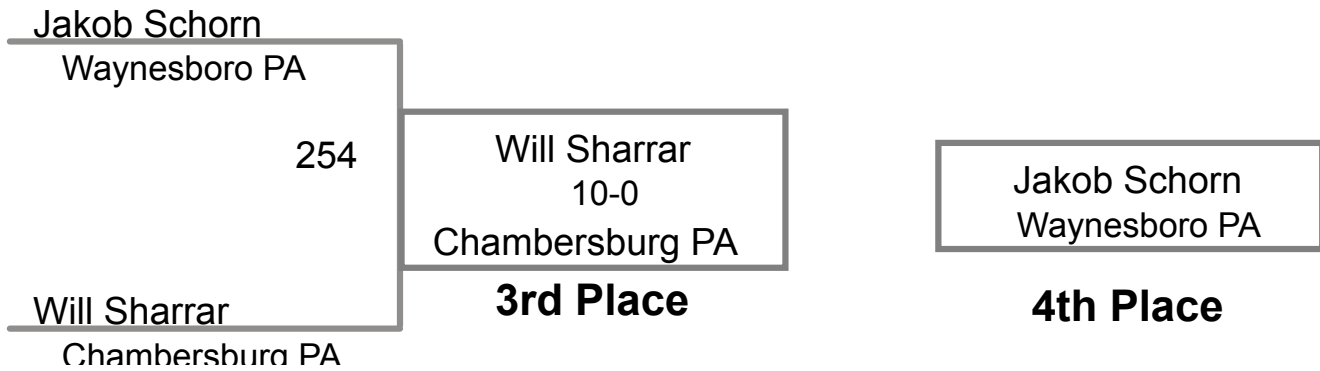 Jakob Schorn
Waynesboro PA
254
Will Sharrar
Chambersburg PA
Will Sharrar
10-0
Chambersburg PA
3rd Place
Jakob Schorn
Waynesboro PA
4th Place